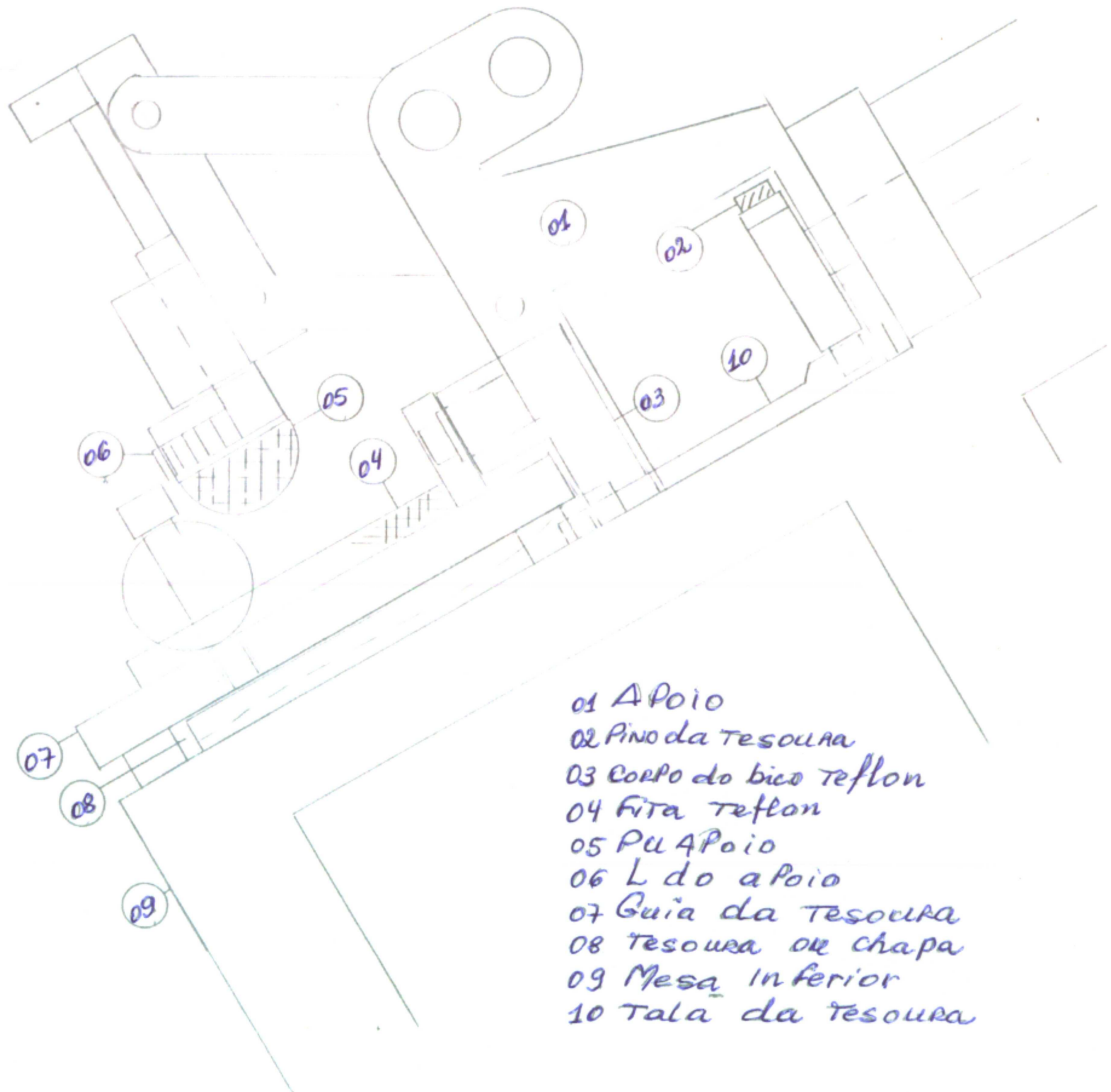 01
02
10
03
05
06
04
07
08
09
01 APoio
02 Pino da Tesoura
03 Corpo do bico Teflon
04 Fita Teflon
05 PU APoio
06 L do aPoio
07 Guia da Tesoura
08 Tesoura ou chapa
09 Mesa Inferior
10 Tala da Tesoura